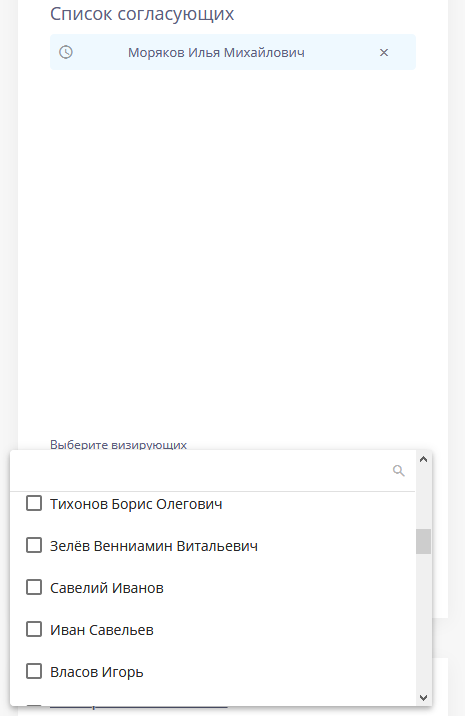 Список согласующих
Моряков Илья Михайлович
Выберите визирующих
Тихонов Борис Олегович
Зелёв Венниамин Витальевич
Савелий Иванов
Иван Савельев
Власов Игорь